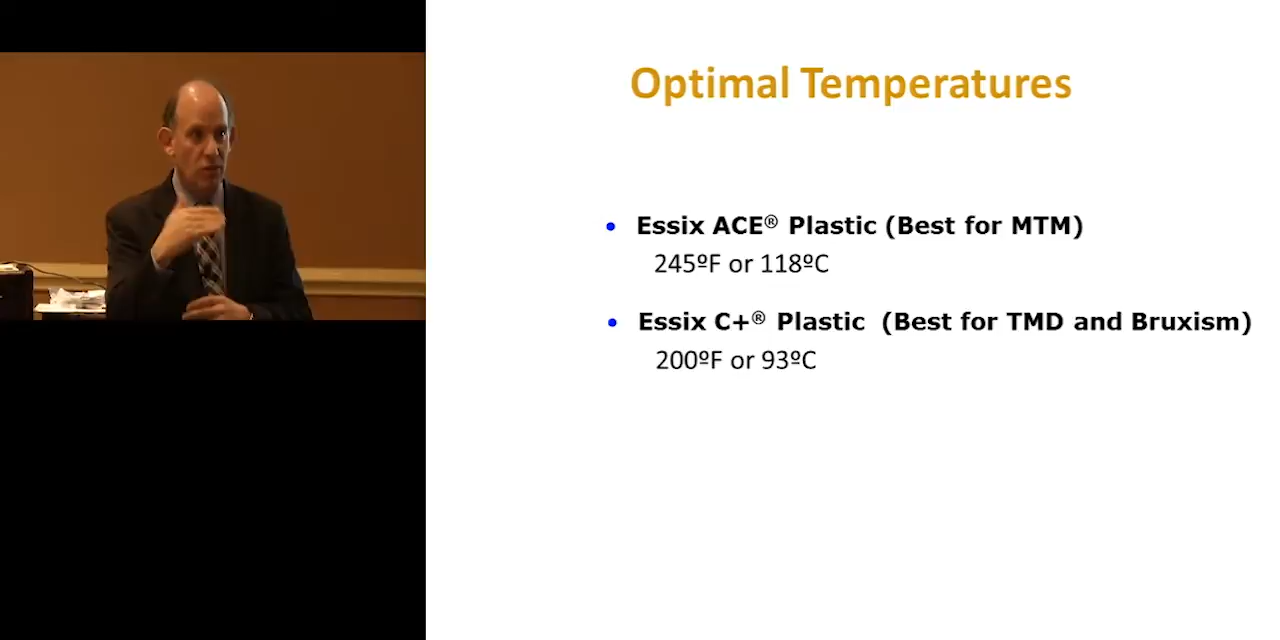 Optimal Temperatures
• Essix ACE® Plastic (Best for MTM)
245ºF or 118ºC
• Essix C+® Plastic (Best for TMD and Bruxism)
200ºF or 93ºC